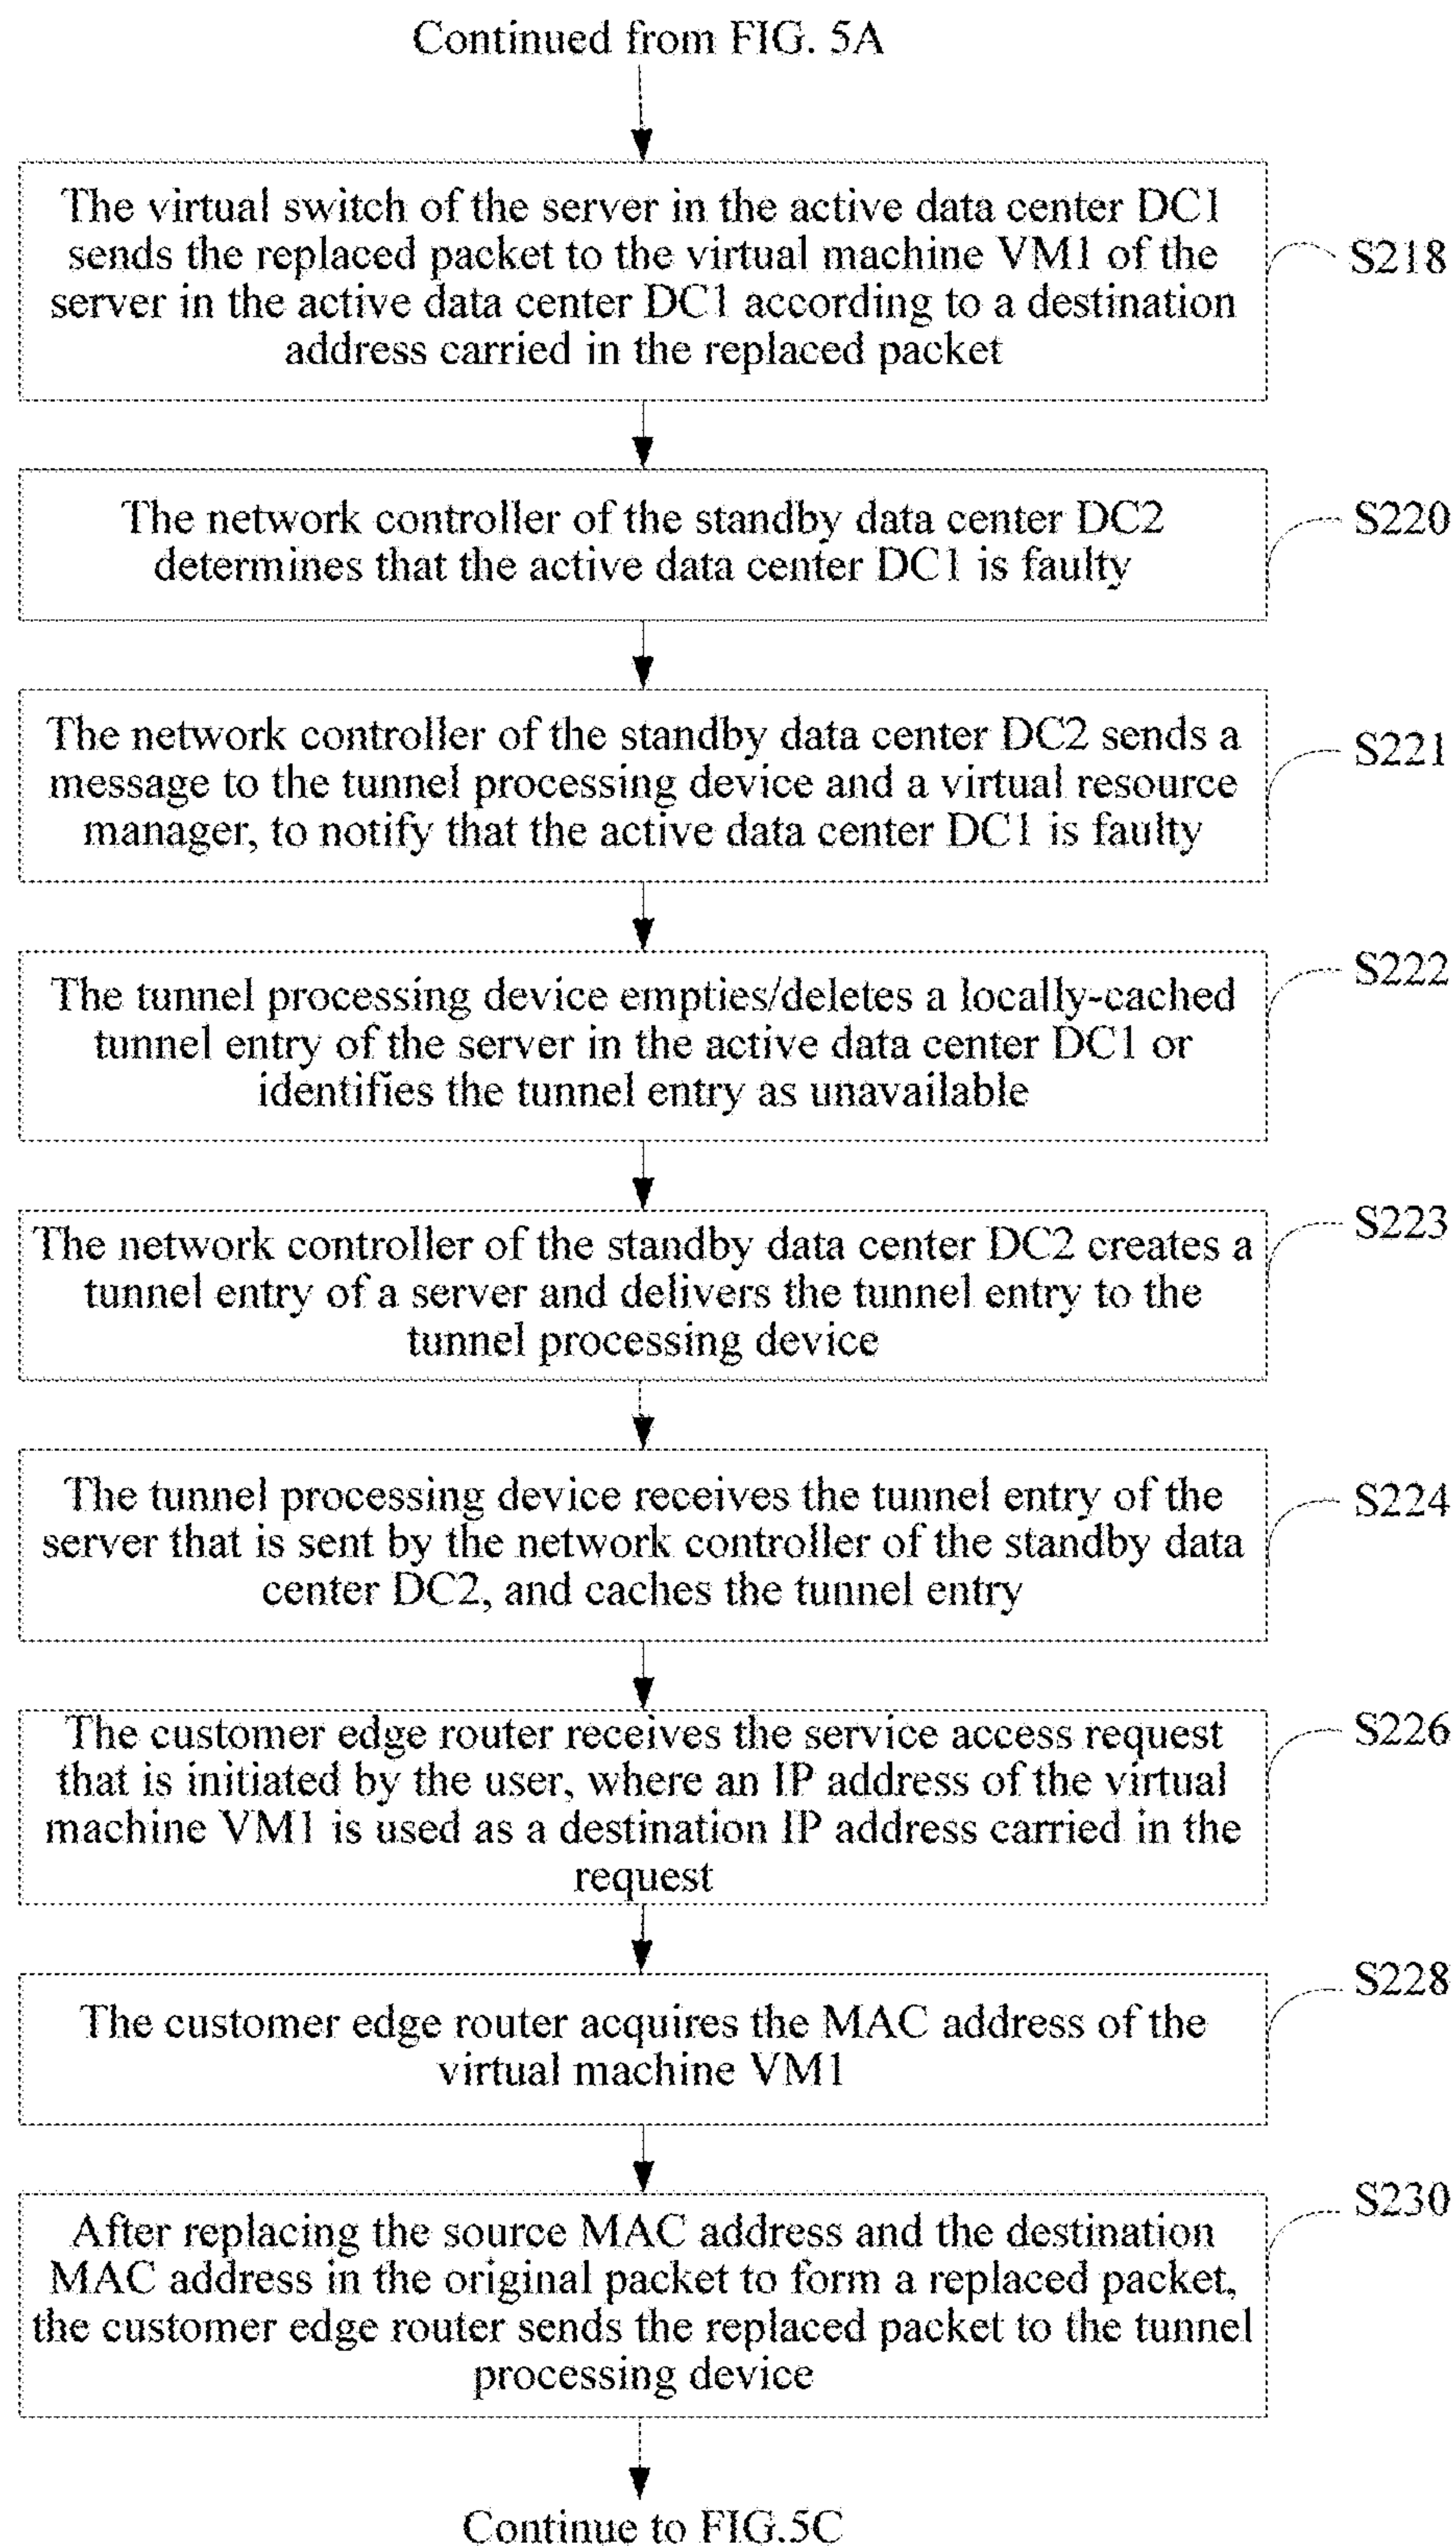 Continued from FIG. 5A
The virtual switch of the server in the active data center DC1
sends the replaced packet to the virtual machine VM1 of the
server in the active data center DC1 according to a destination
address carried in the replaced packet
S218
The network controller of the standby data center DC2
determines that the active data center DC1 is faulty
S220
The network controller of the standby data center DC2 sends a
message to the tunnel processing device and a virtual resource
manager, to notify that the active data center DC1 is faulty
S221
The tunnel processing device empties/deletes a locally-cached
tunnel entry of the server in the active data center DC1 or
identifies the tunnel entry as unavailable
S222
The network controller of the standby data center DC2 creates a
tunnel entry of a server and delivers the tunnel entry to the
tunnel processing device
S223
The tunnel processing device receives the tunnel entry of the
server that is sent by the network controller of the standby data
center DC2, and caches the tunnel entry
S224
The customer edge router receives the service access request
that is initiated by the user, where an IP address of the virtual
machine VM1 is used as a destination IP address carried in the
request
S226
The customer edge router acquires the MAC address of the
virtual machine VM1
S228
After replacing the source MAC address and the destination
MAC address in the original packet to form a replaced packet,
the customer edge router sends the replaced packet to the tunnel
processing device
S230
Continue to FIG.5C